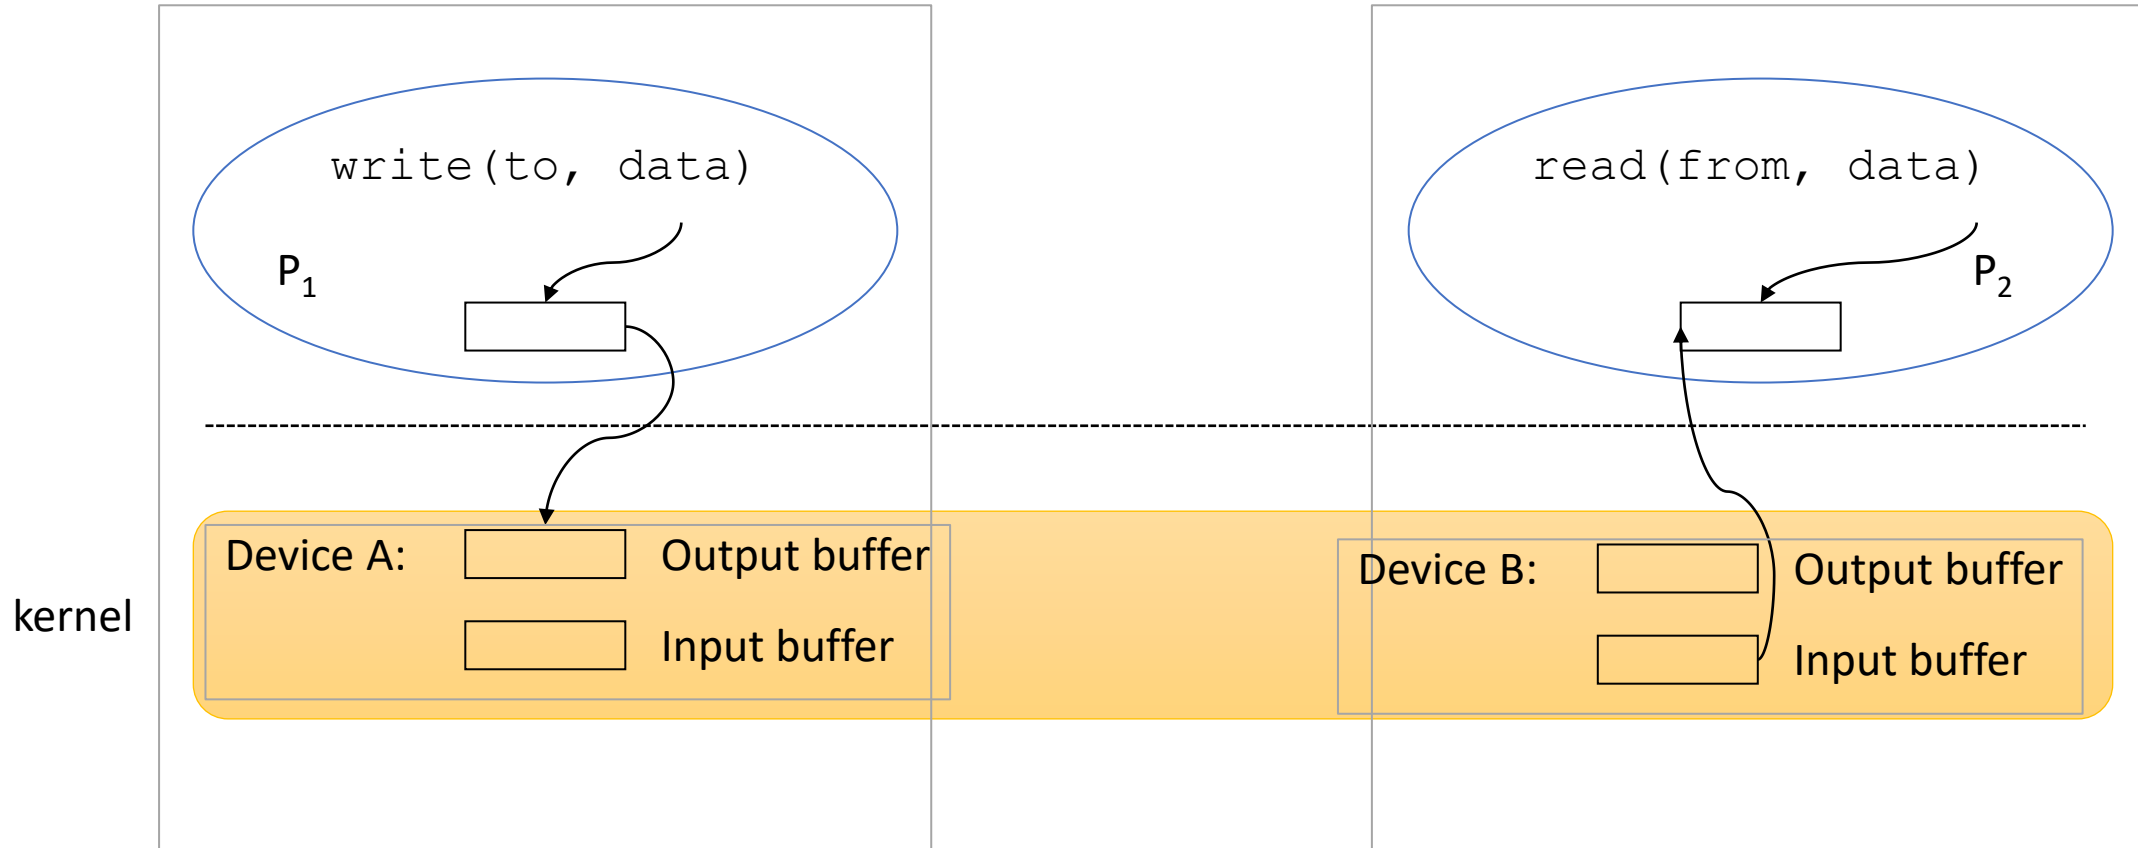 write(to, data)
read(from, data)
P1
P2
Device A:
Output buffer
Input buffer
Device B:
Output buffer
Input buffer
kernel